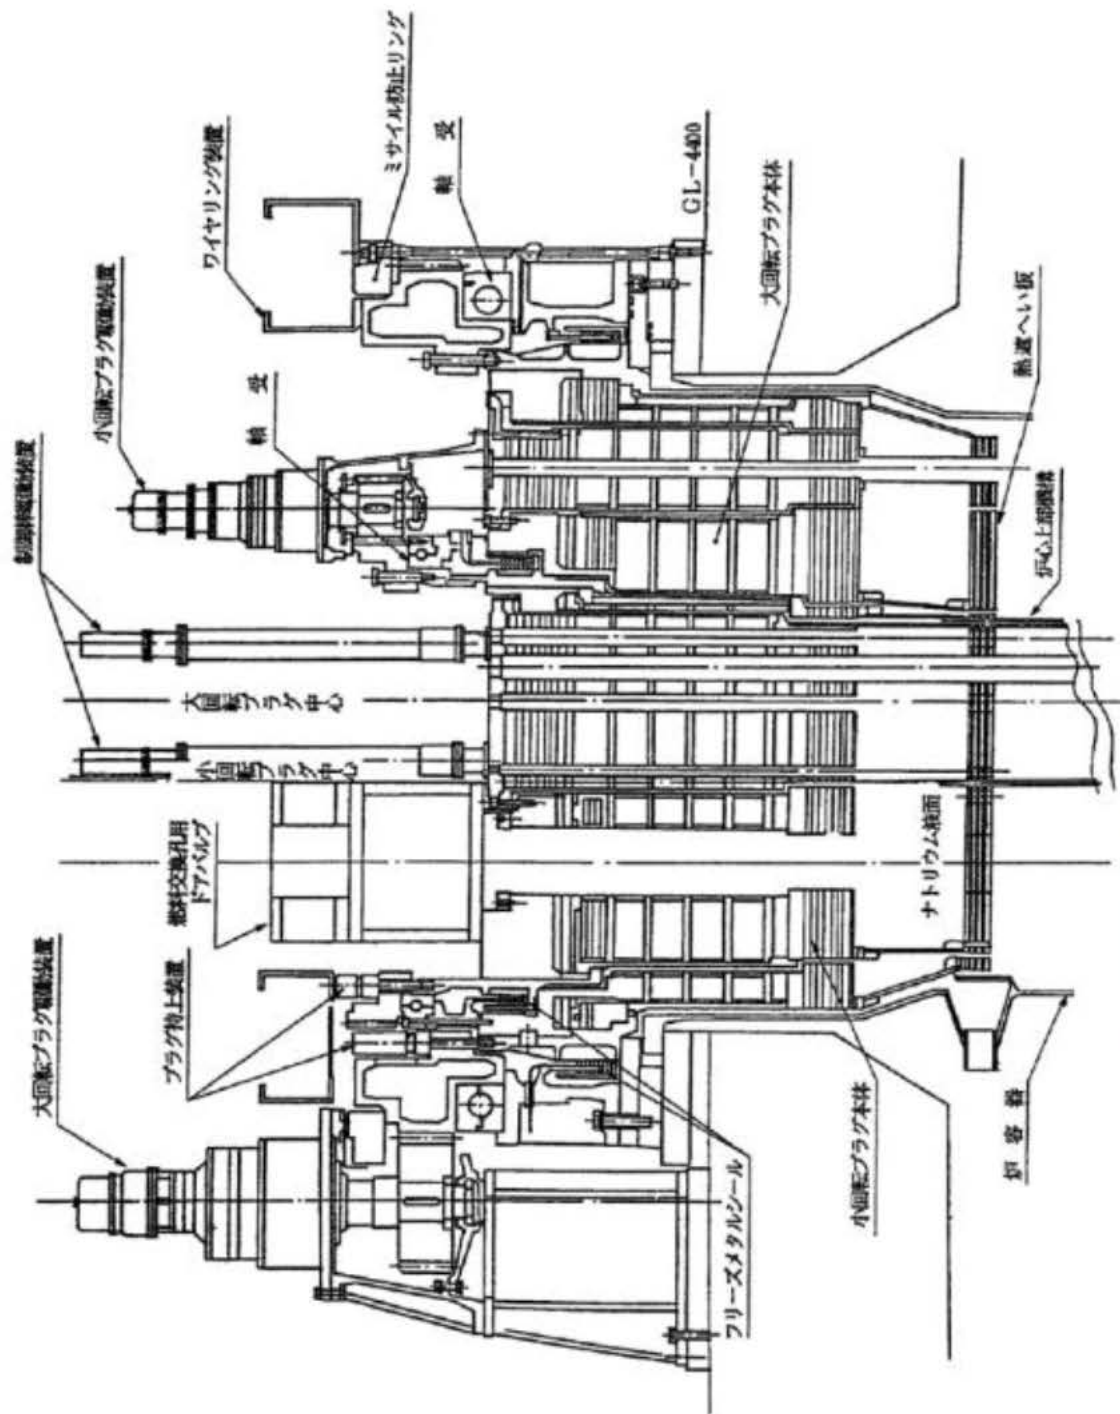 大回転プラグ駆動装置
プラグ持上装置
燃料交換孔用
ドアバルブ
小回転プラグ中心
大回転プラグ中心
制御棒駆動装置
小回転プラグ駆動装置
軸受
ワイヤリング装置
ミサイル防止リング
軸受
GL-4400
大回転プラグ本体
熱遮へい板
炉心上部機構
ナトリウム液面
炉容器
小回転プラグ本体
フリーズメタルシール